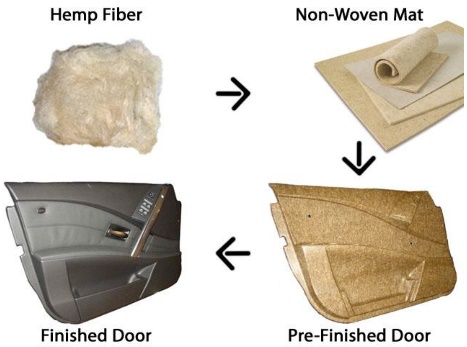 Hemp Fiber
Non-Woven Mat
Finished Door
Pre-Finished Door